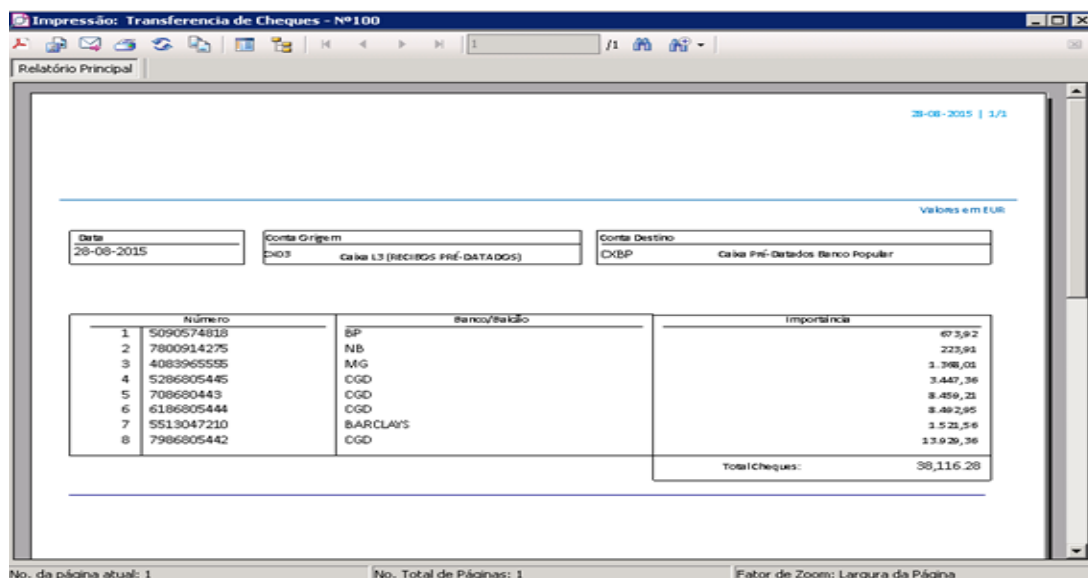 Impressão: Transferencia de Cheques - Nº100
1 /1
Relatório Principal
28-08-2015 | 1/1
Valores em EUR
Data Conta Origem Conta Destino
28-08-2015 CX03 Caixa L3 (RECIBOS PRÉ-DATADOS) CXBP Caixa Pré-Datados Banco Popular
Número Banco/Balcão Importância
1 5090574818 BP 673,92
2 7800914275 NB 223,91
3 4083965555 MG 1.368,01
4 5286805445 CGD 3.447,36
5 708680443 CGD 8.459,21
6 6186805444 CGD 8.492,95
7 5513047210 BARCLAYS 1.521,56
8 7986805442 CGD 13.929,36
Total Cheques: 38,116.28
No. da página atual: 1 No. Total de Páginas: 1 Fator de Zoom: Largura da Página